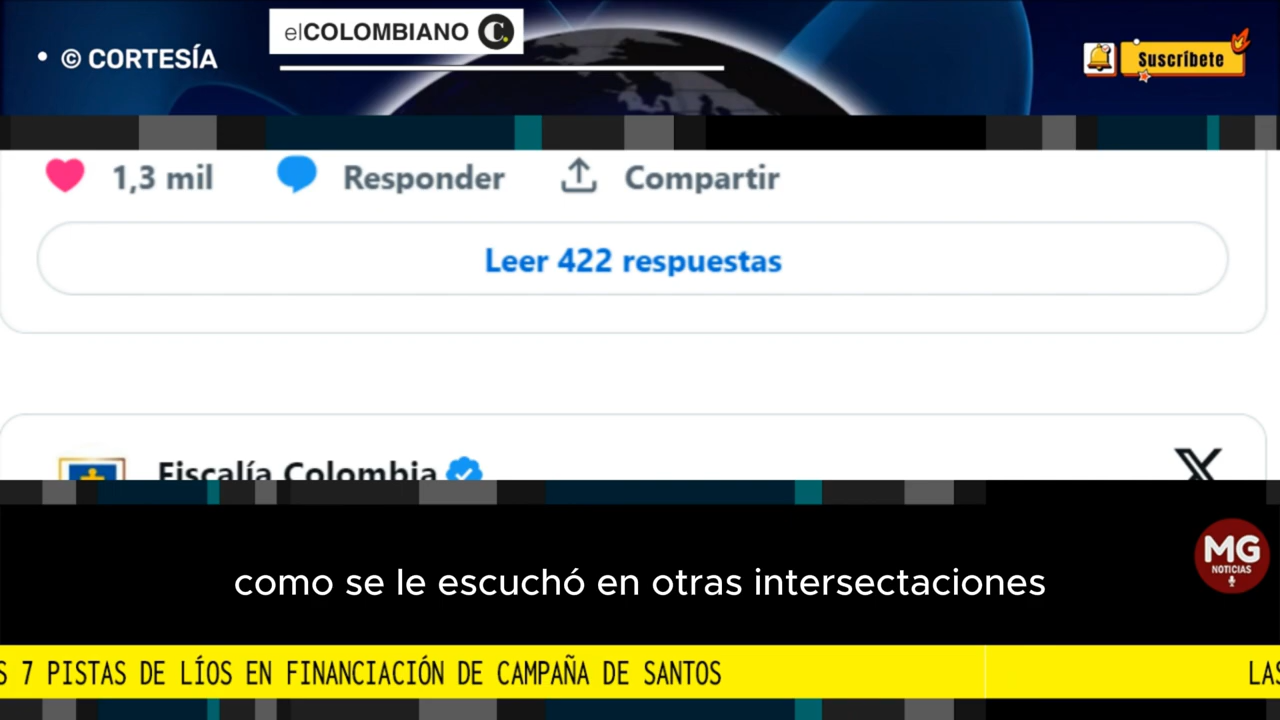 • © CORTESÍA
elCOLOMBIANO C.
Suscríbete
1,3 mil Responder Compartir
Leer 422 respuestas
Fiscalía Colombia
X
como se le escuchó en otras intersectaciones
MG
NOTICIAS
S 7 PISTAS DE LÍOS EN FINANCIACIÓN DE CAMPAÑA DE SANTOS LAS